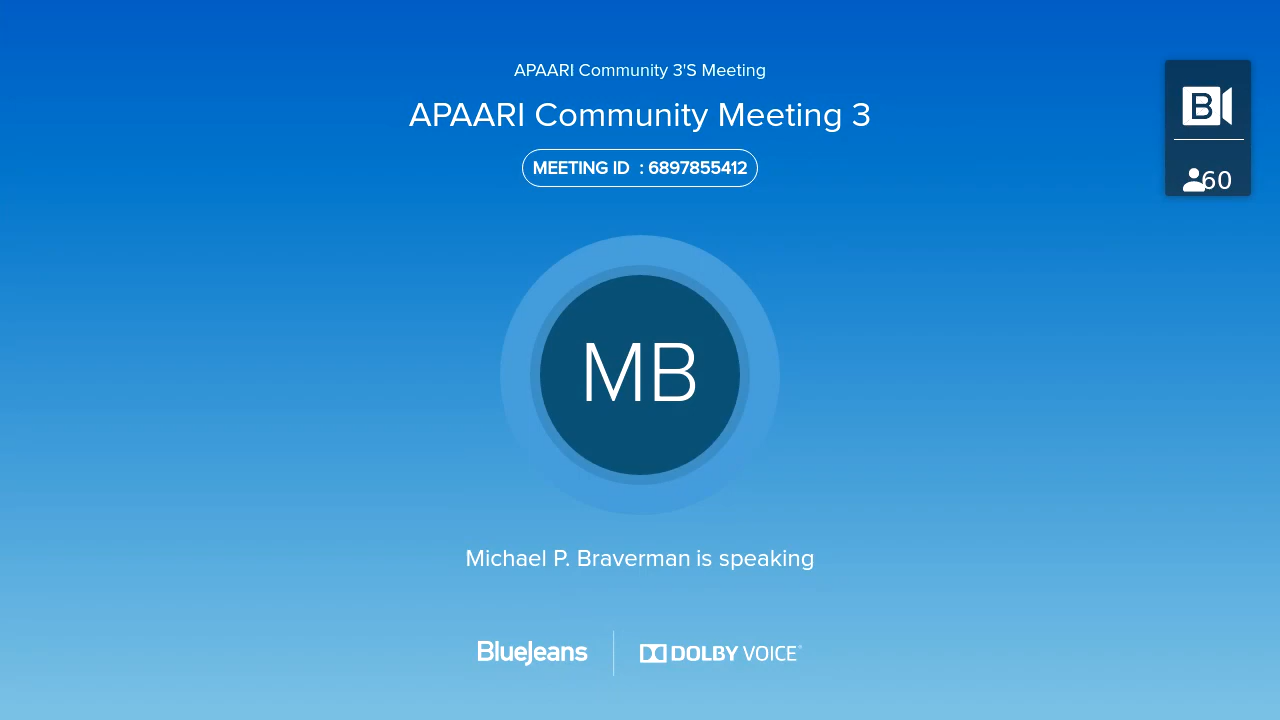 APAARI Community 3'S Meeting
APAARI Community Meeting 3
MEETING ID : 6897855412
B
60
MB
Michael P. Braverman is speaking
BlueJeans
DOLBY VOICE